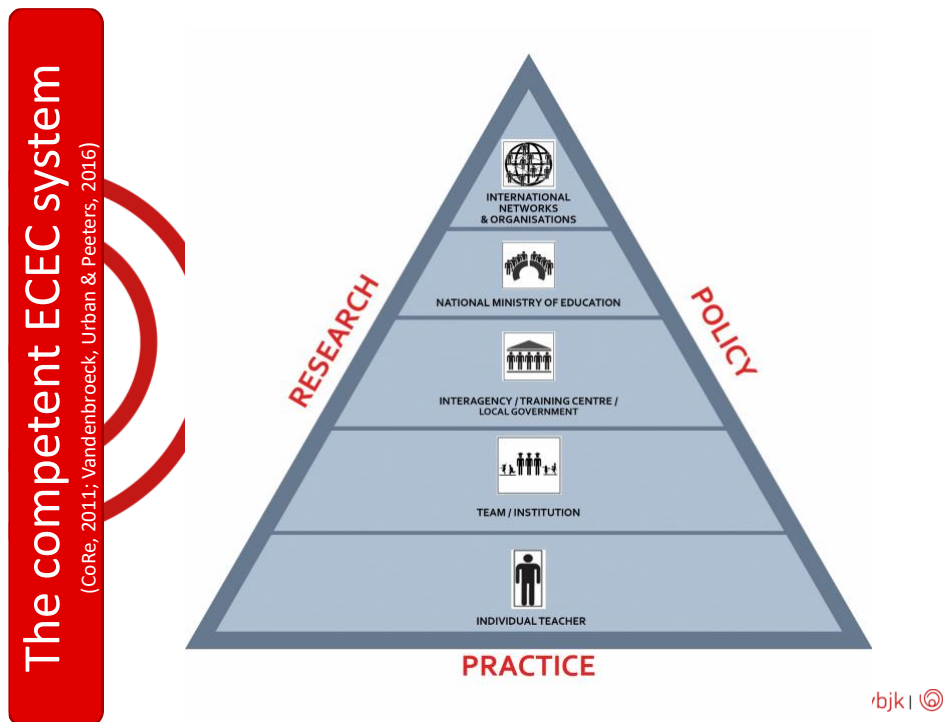 The competent ECEC system
(CoRe, 2011; Vandenbroeck, Urban & Peeters, 2016)
INTERNATIONAL
NETWORKS
& ORGANISATIONS
NATIONAL MINISTRY OF EDUCATION
RESEARCH
POLICY
INTERAGENCY / TRAINING CENTRE /
LOCAL GOVERNMENT
TEAM / INSTITUTION
INDIVIDUAL TEACHER
PRACTICE